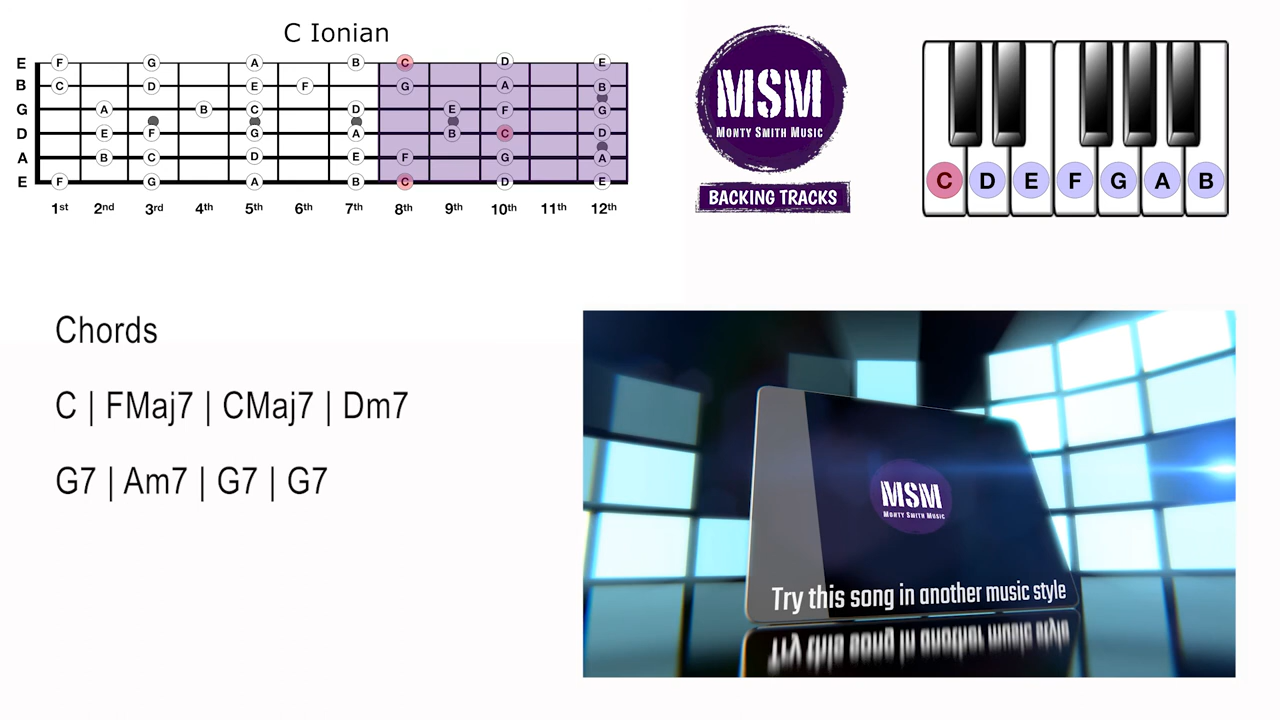 C Ionian
E F G A B C D E
B C D E F G A B
G A B C D E F G
D E F G A B C D
A B C D E F G A
E F G A B C D E
1st 2nd 3rd 4th 5th 6th 7th 8th 9th 10th 11th 12th
MSM
MONTY SMITH MUSIC
BACKING TRACKS
C D E F G A B
Chords
C | FMaj7 | CMaj7 | Dm7
G7 | Am7 | G7 | G7
MSM
MONTY SMITH MUSIC
Try this song in another music style